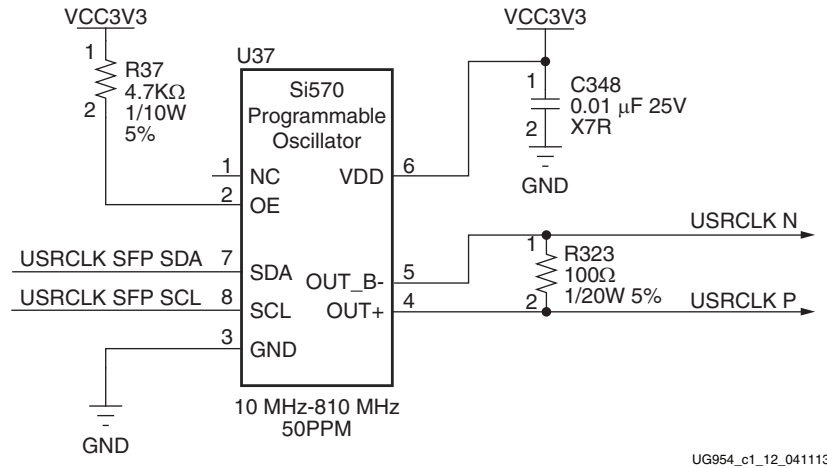 VCC3V3
VCC3V3
U37
1
R37
4.7KΩ
1/10W
5%
2
Si570
Programmable
Oscillator
1
C348
0.01 μF 25V
X7R
2
GND
1
NC
VDD
6
2
OE
USRCLK N
1
R323
100Ω
1/20W 5%
2
USRCLK SFP SDA
7
SDA
OUT_B-
5
USRCLK SFP SCL
8
SCL
OUT+
4
USRCLK P
3
GND
GND
10 MHz-810 MHz
50PPM
UG954_c1_12_041113